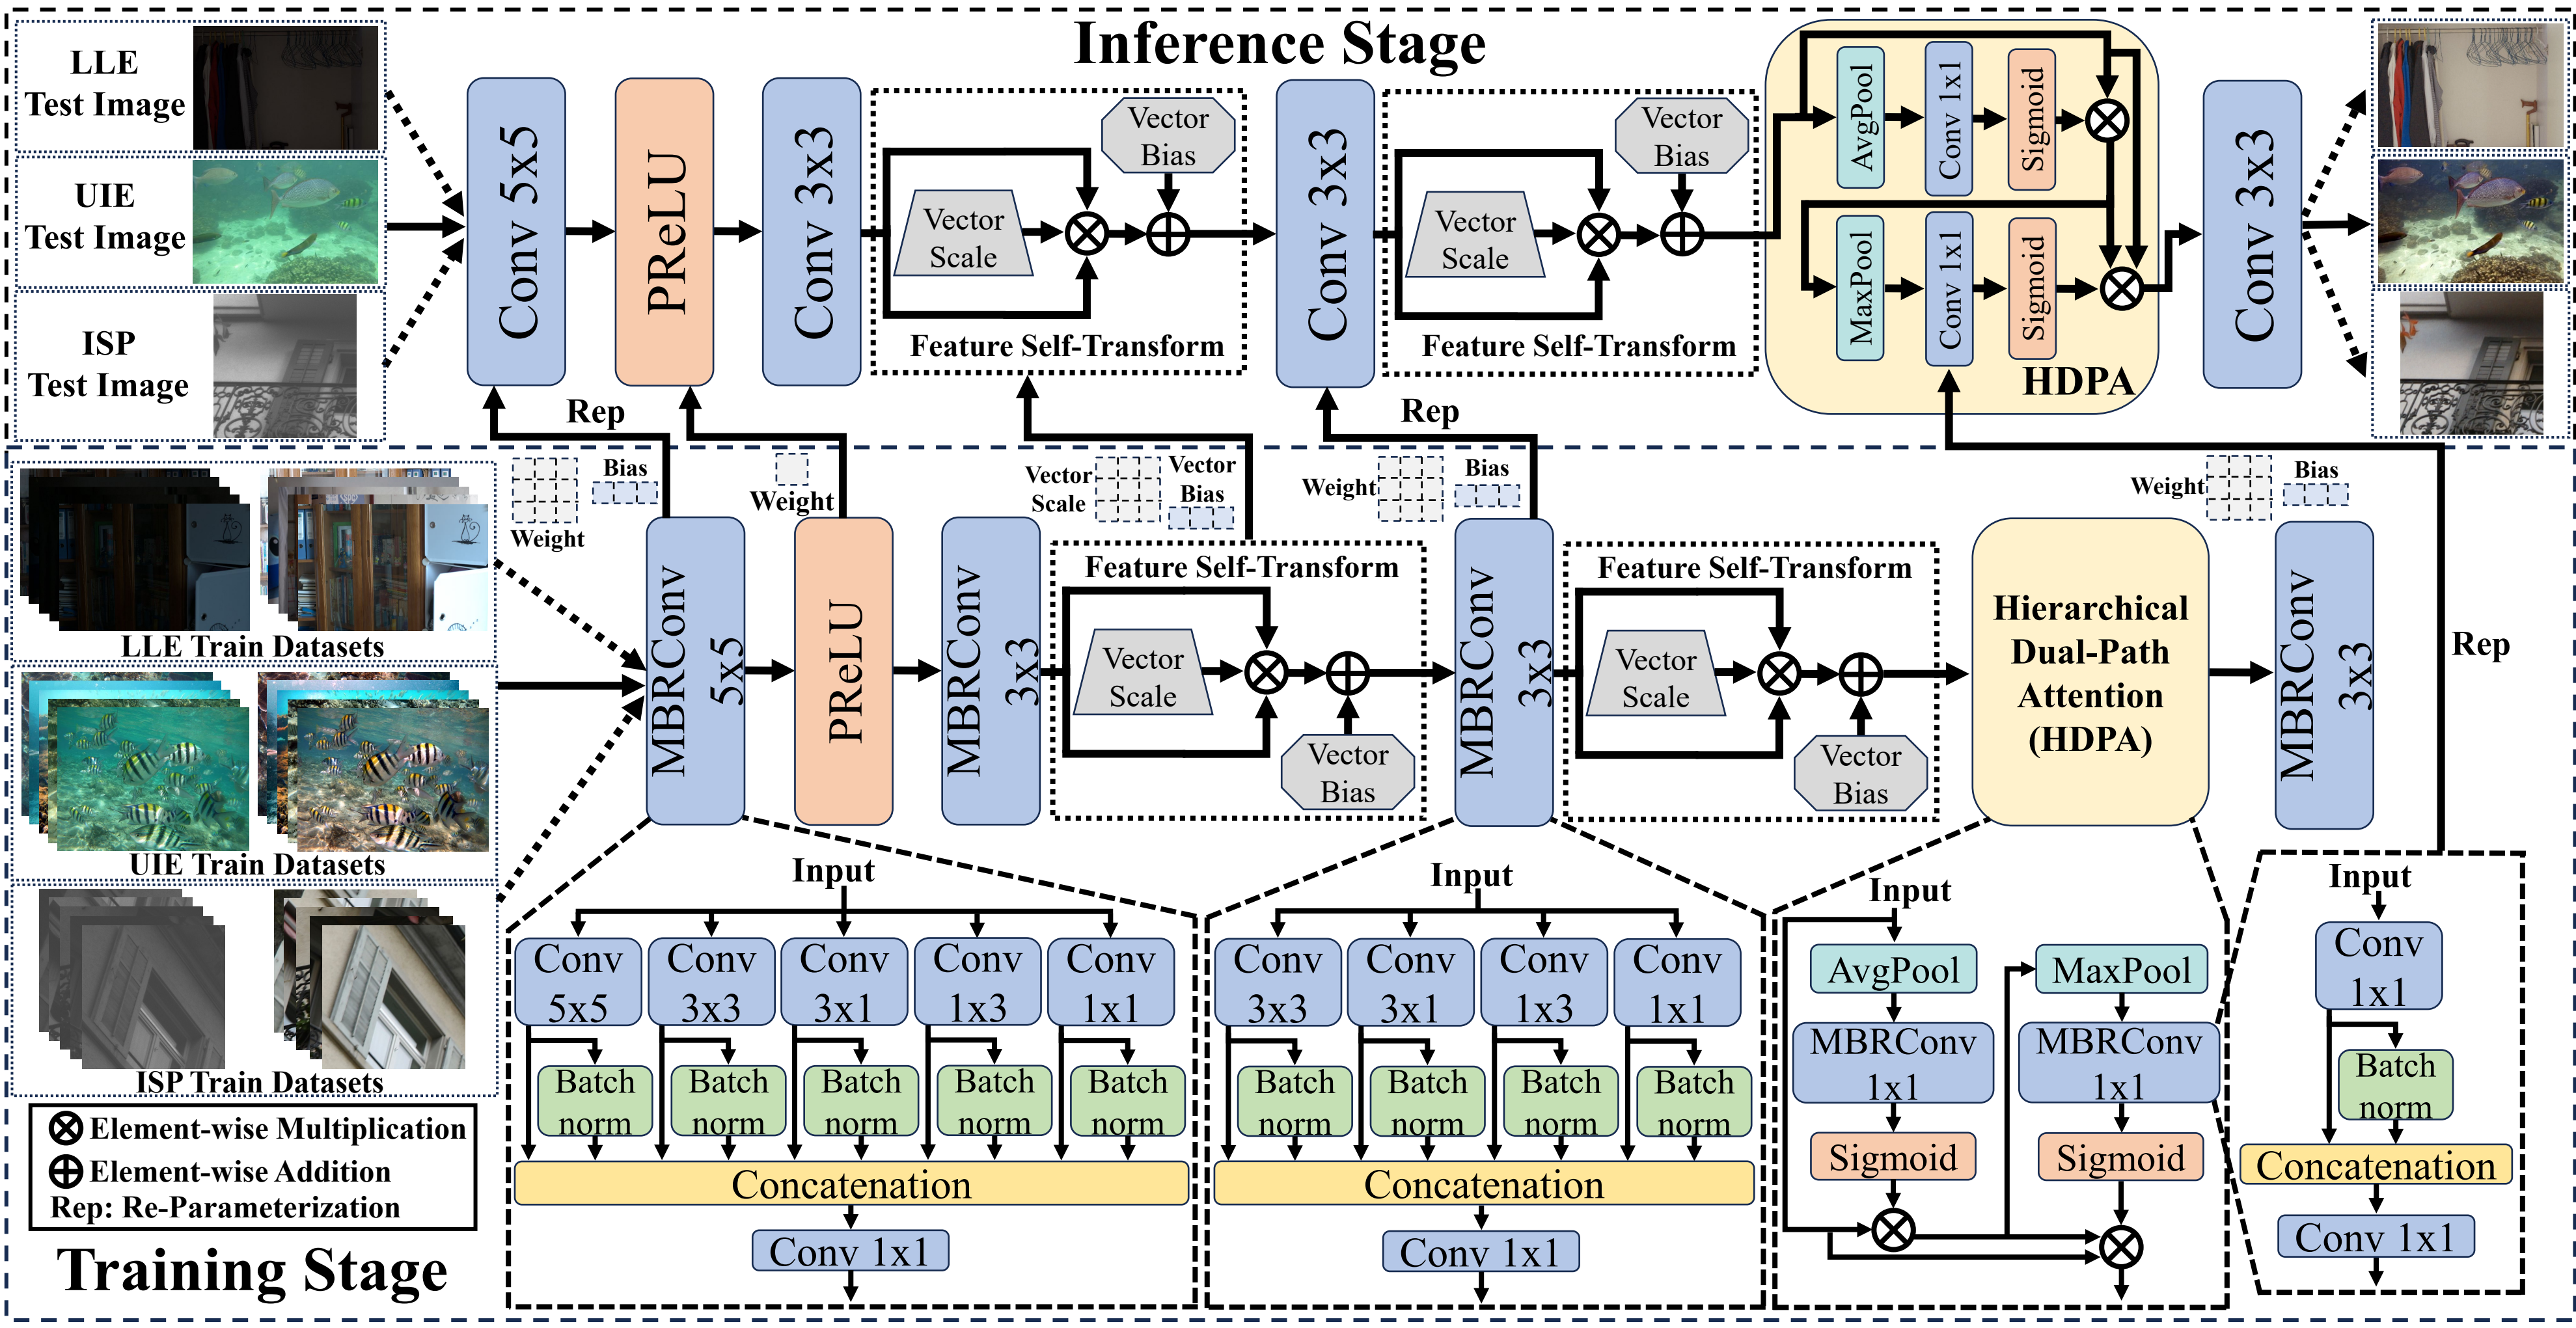 Inference Stage
LLE
Test Image
UIE
Test Image
ISP
Test Image
Conv 5x5
PReLU
Conv 3x3
Vector
Scale
Vector
Bias
Feature Self-Transform
Conv 3x3
Vector
Scale
Vector
Bias
Feature Self-Transform
AvgPool
Conv 1x1
Sigmoid
MaxPool
Conv 1x1
Sigmoid
HDPA
Conv 3x3
Rep
Rep
Rep
Weight
Bias
Weight
Vector
Scale
Vector
Bias
Weight
Bias
Weight
Bias
LLE Train Datasets
UIE Train Datasets
ISP Train Datasets
MBRConv
5x5
PReLU
MBRConv
3x3
Feature Self-Transform
Vector
Scale
Vector
Bias
MBRConv
3x3
Feature Self-Transform
Vector
Scale
Vector
Bias
Hierarchical
Dual-Path
Attention
(HDPA)
MBRConv
3x3
Input
Conv
5x5
Conv
3x3
Conv
3x1
Conv
1x3
Conv
1x1
Batch
norm
Batch
norm
Batch
norm
Batch
norm
Batch
norm
Concatenation
Conv 1x1
Input
Conv
3x3
Conv
3x1
Conv
1x3
Conv
1x1
Batch
norm
Batch
norm
Batch
norm
Batch
norm
Concatenation
Conv 1x1
Input
AvgPool
MBRConv
1x1
Sigmoid
MaxPool
MBRConv
1x1
Sigmoid
Input
Conv
1x1
Batch
norm
Concatenation
Conv 1x1
Element-wise Multiplication
Element-wise Addition
Rep: Re-Parameterization
Training Stage